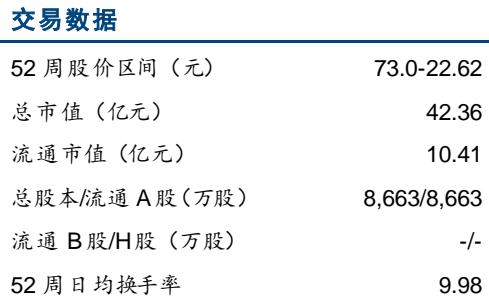 交易数据
52 周股价区间（元） 73.0-22.62
总市值（亿元） 42.36
流通市值（亿元） 10.41
总股本/流通 A 股（万股） 8,663/8,663
流通 B 股/H股（万股） -/-
52 周日均换手率 9.98